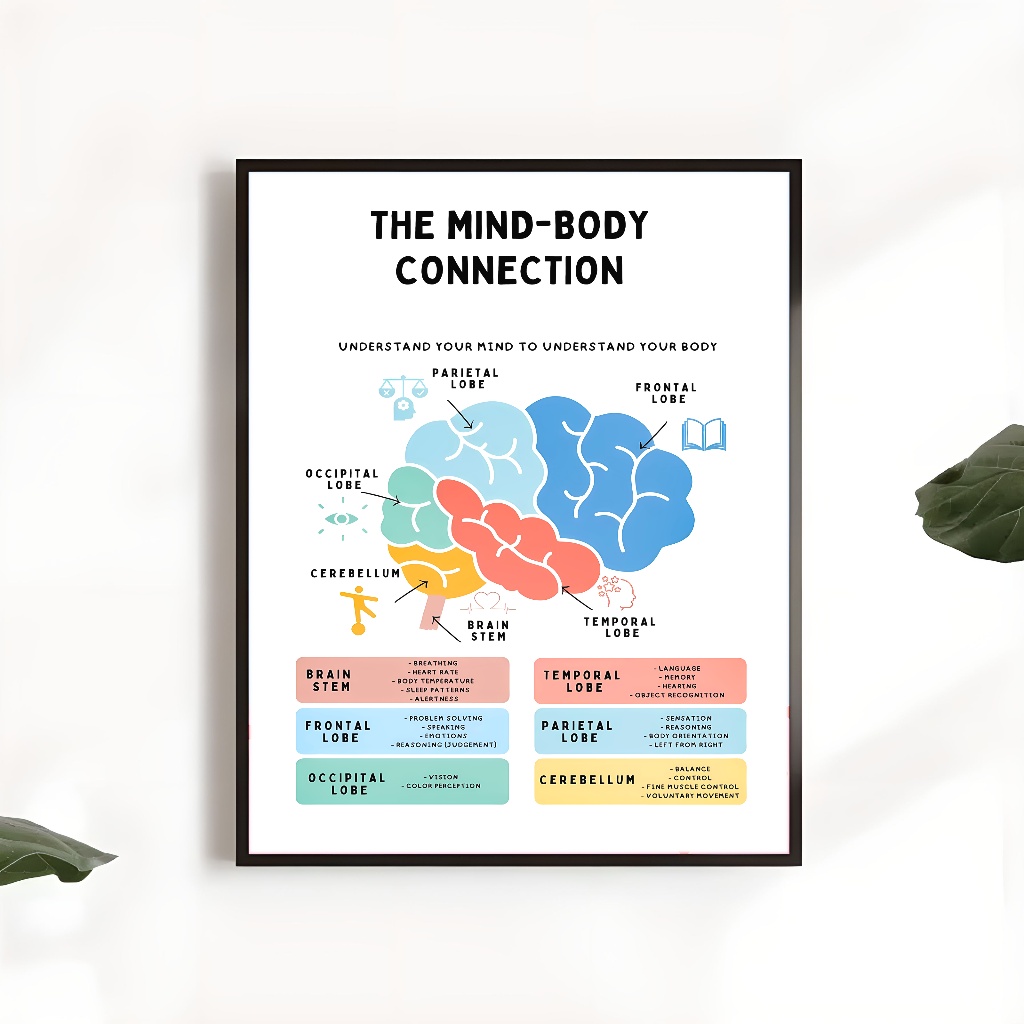 THE MIND-BODY
CONNECTION
UNDERSTAND YOUR MIND TO UNDERSTAND YOUR BODY
PARIETAL
LOBE
FRONTAL
LOBE
OCCIPITAL
LOBE
CEREBELLUM
BRAIN
STEM
TEMPORAL
LOBE
BRAIN
STEM
- BREATHING
- HEART RATE
- BODY TEMPERATURE
- SLEEP PATTERNS
- ALERTNESS
TEMPORAL
LOBE
- LANGUAGE
- MEMORY
- HEARING
- OBJECT RECOGNITION
FRONTAL
LOBE
- PROBLEM SOLVING
- SPEAKING
- EMOTIONS
- REASONING (JUDGEMENT)
PARIETAL
LOBE
- SENSATION
- REASONING
- BODY ORIENTATION
- LEFT FROM RIGHT
OCCIPITAL
LOBE
- VISION
- COLOR PERCEPTION
CEREBELLUM
- BALANCE
- CONTROL
- FINE MUSCLE CONTROL
- VOLUNTARY MOVEMENT